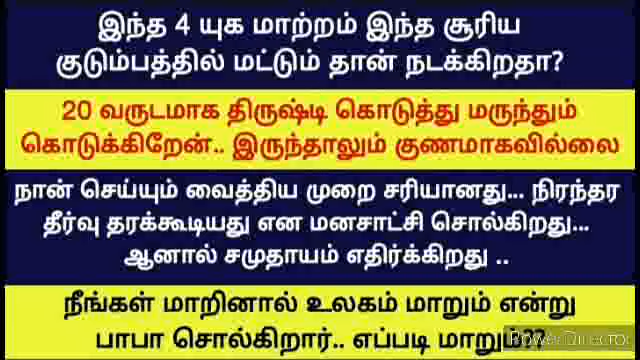 இந்த 4 யுக மாற்றம் இந்த சூரிய
குடும்பத்தில் மட்டும் தான் நடக்கிறதா?
20 வருடமாக திருஷ்டி கொடுத்து மருந்தும்
கொடுக்கிறேன்.. இருந்தாலும் குணமாகவில்லை
நான் செய்யும் வைத்திய முறை சரியானது... நிரந்தர
தீர்வு தரக்கூடியது என மனசாட்சி சொல்கிறது...
ஆனால் சமுதாயம் எதிர்க்கிறது ..
நீங்கள் மாறினால் உலகம் மாறும் என்று
பாபா சொல்கிறார்.. எப்படி மாறும்??
PowerDirector